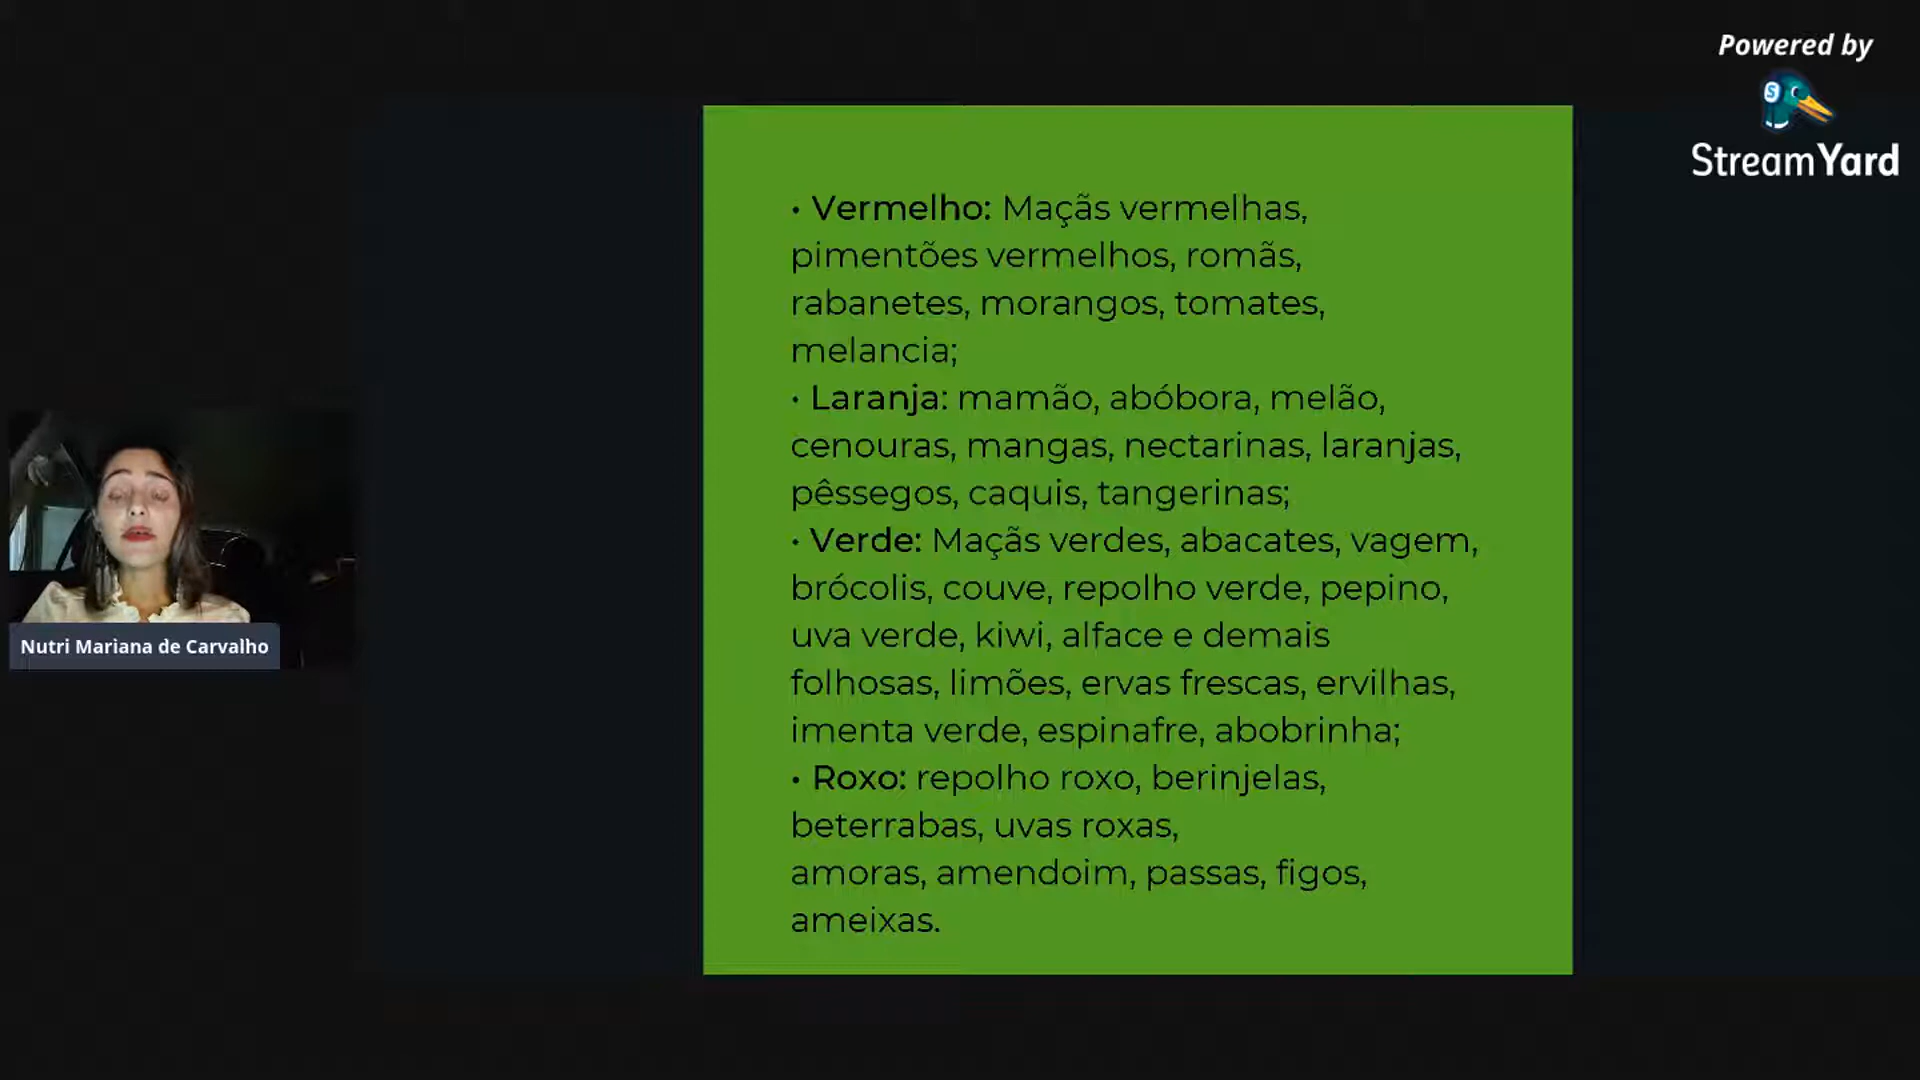 Powered by
StreamYard
• Vermelho: Maçãs vermelhas,
pimentões vermelhos, romãs,
rabanetes, morangos, tomates,
melancia;
• Laranja: mamão, abóbora, melão,
cenouras, mangas, nectarinas, laranjas,
pêssegos, caquis, tangerinas;
• Verde: Maçãs verdes, abacates, vagem,
brócolis, couve, repolho verde, pepino,
uva verde, kiwi, alface e demais
folhosas, limões, ervas frescas, ervilhas,
imenta verde, espinafre, abobrinha;
• Roxo: repolho roxo, berinjelas,
beterrabas, uvas roxas,
amoras, amendoim, passas, figos,
ameixas.
Nutri Mariana de Carvalho